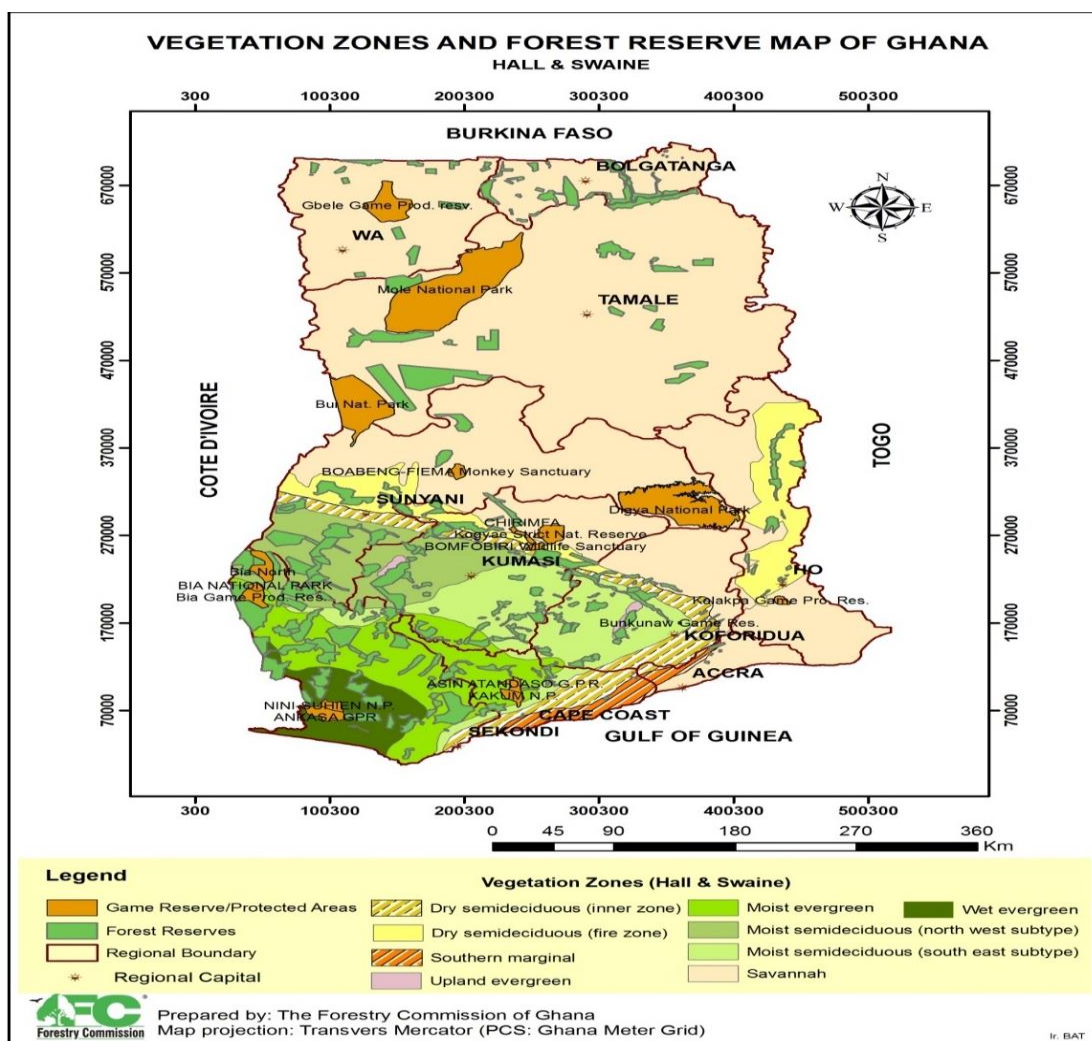 VEGETATION ZONES AND FOREST RESERVE MAP OF GHANA
HALL & SWAINE
300 100300 200300 300300 400300 500300
BURKINA FASO
BOLGATANGA
670000 670000
N
W E
S
Gbele Game Prod. resv.
WA
570000 570000
Mole National Park
TAMALE
470000 470000
COTE D'IVOIRE
TOGO
Bui Nat. Park
370000 370000
BOABENG-FIEMA Monkey Sanctuary
SUNYANI
Digya National Park
CHIRIMFA
Kogyae Strict Nat. Reserve
270000 270000
BOMFOBIRI Wildlife Sanctuary
KUMASI
Bia North
HO
BIA NATIONAL PARK
Bia Game Prod. Res.
Kalakpa Game Pro. Res.
170000 170000
Bunkunaw Game Res.
KOFORIDUA
ACCRA
ASIN ATANDASO G.P.R.
KAKUM N.P.
NINI-SUHIEN N.P.
ANKASA GPR
70000 70000
CAPE COAST
SEKONDI
GULF OF GUINEA
300 100300 200300 300300 400300 500300
0 45 90 180 270 360
Km
Legend
Game Reserve/Protected Areas
Forest Reserves
Regional Boundary
Regional Capital
Vegetation Zones (Hall & Swaine)
Dry semideciduous (inner zone)
Dry semideciduous (fire zone)
Southern marginal
Upland evergreen
Moist evergreen
Wet evergreen
Moist semideciduous (north west subtype)
Moist semideciduous (south east subtype)
Savannah
FC
Forestry Commission
Prepared by: The Forestry Commission of Ghana
Map projection: Transvers Mercator (PCS: Ghana Meter Grid)
Ir. BAT